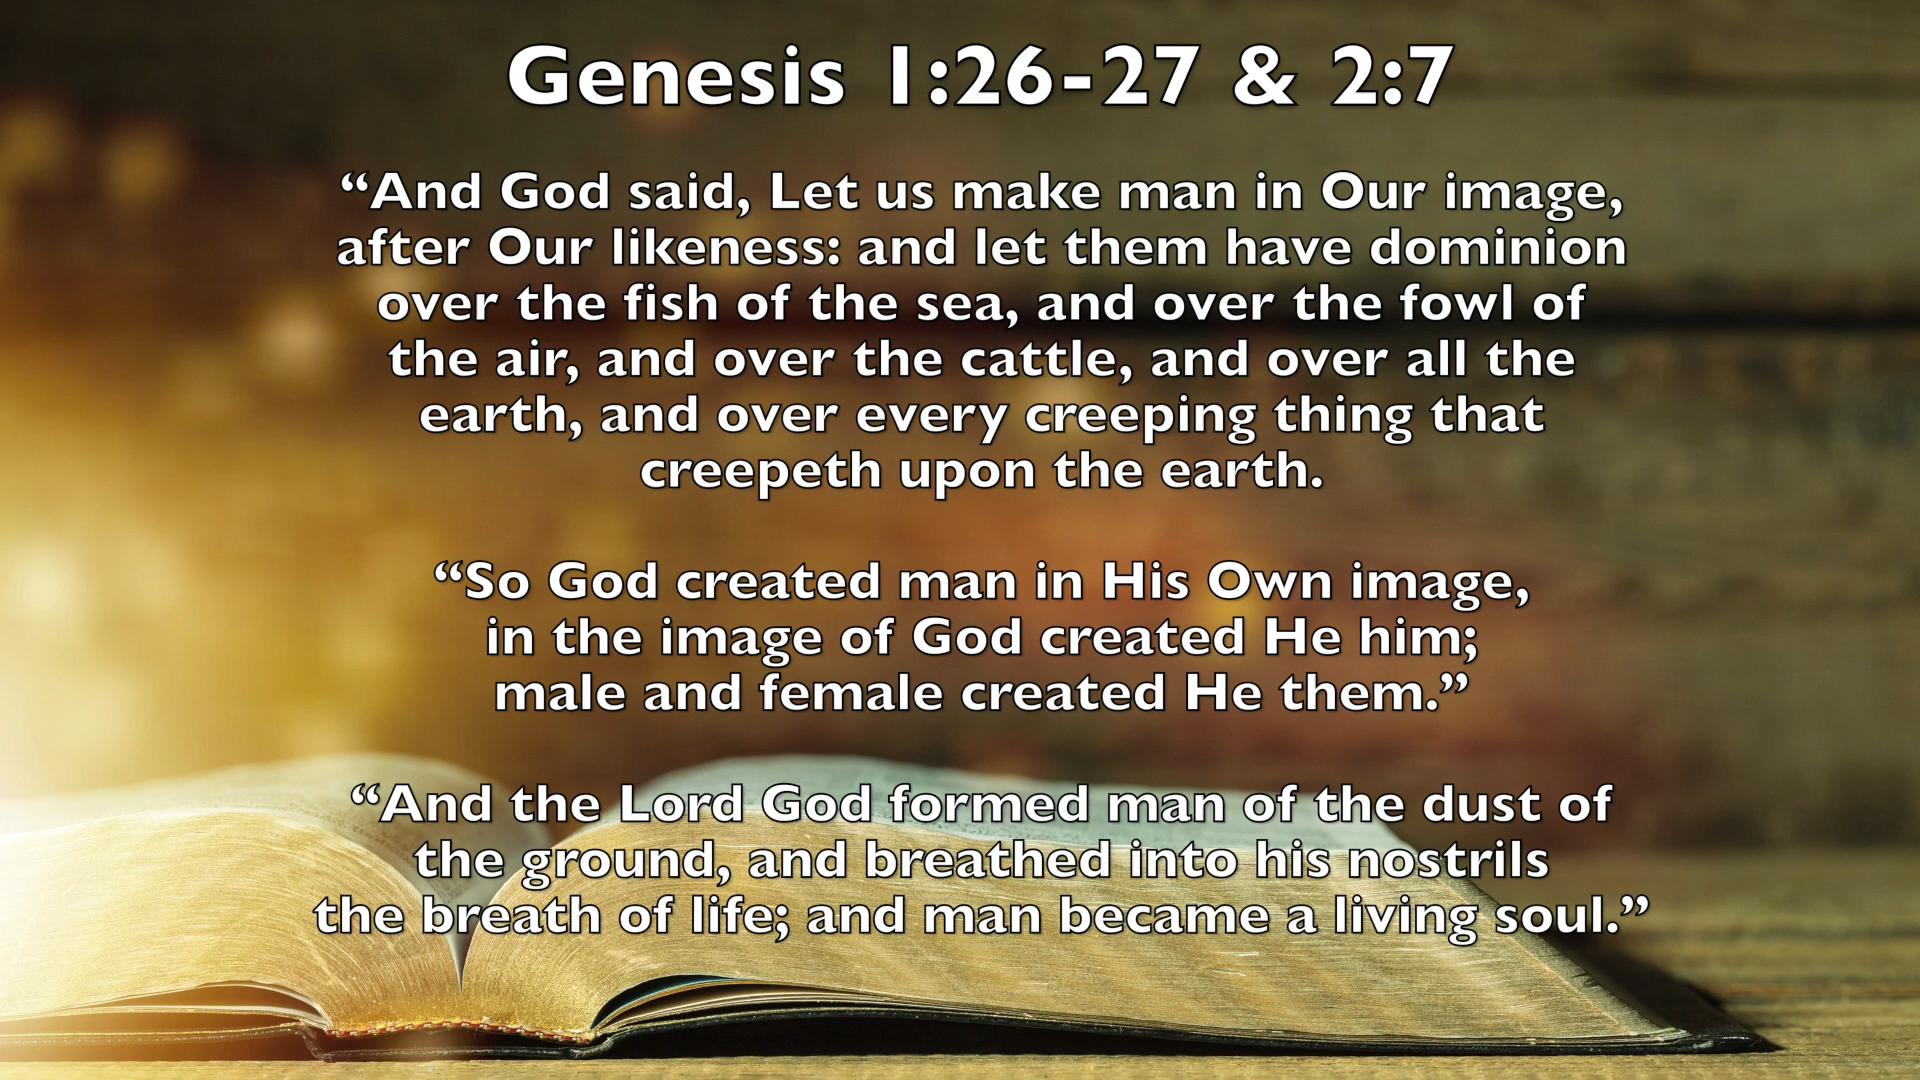 Genesis 1:26-27 & 2:7
“And God said, Let us make man in Our image,
after Our likeness: and let them have dominion
over the fish of the sea, and over the fowl of
the air, and over the cattle, and over all the
earth, and over every creeping thing that
creepeth upon the earth.
“So God created man in His Own image,
in the image of God created He him;
male and female created He them.”
“And the Lord God formed man of the dust of
the ground, and breathed into his nostrils
the breath of life; and man became a living soul.”